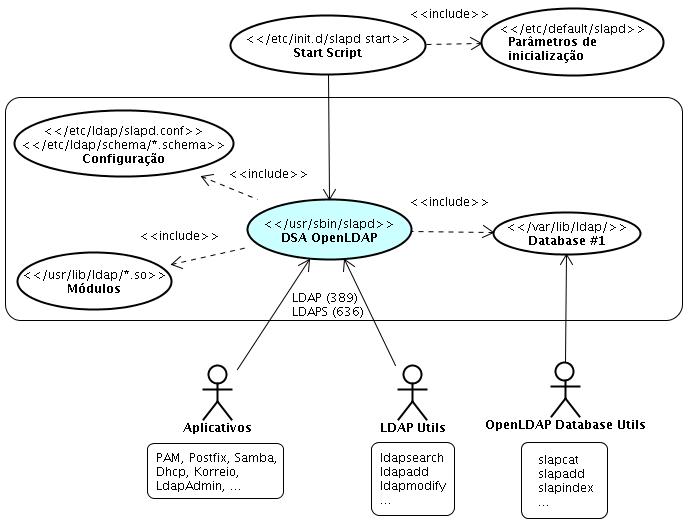 <<include>>
<</etc/init.d/slapd start>>
Start Script
<</etc/default/slapd>>
Parâmetros de
inicialização
<</etc/ldap/slapd.conf>>
<</etc/ldap/schema/*.schema>>
Configuração
<<include>>
<<include>>
<</usr/sbin/slapd>>
DSA OpenLDAP
<</var/lib/ldap/>>
Database #1
<<include>>
<</usr/lib/ldap/*.so>>
Módulos
LDAP (389)
LDAPS (636)
Aplicativos
LDAP Utils
OpenLDAP Database Utils
PAM, Postfix, Samba,
Dhcp, Korreio,
LdapAdmin, ...
ldapsearch
ldapadd
ldapmodify
...
slapcat
slapadd
slapindex
...